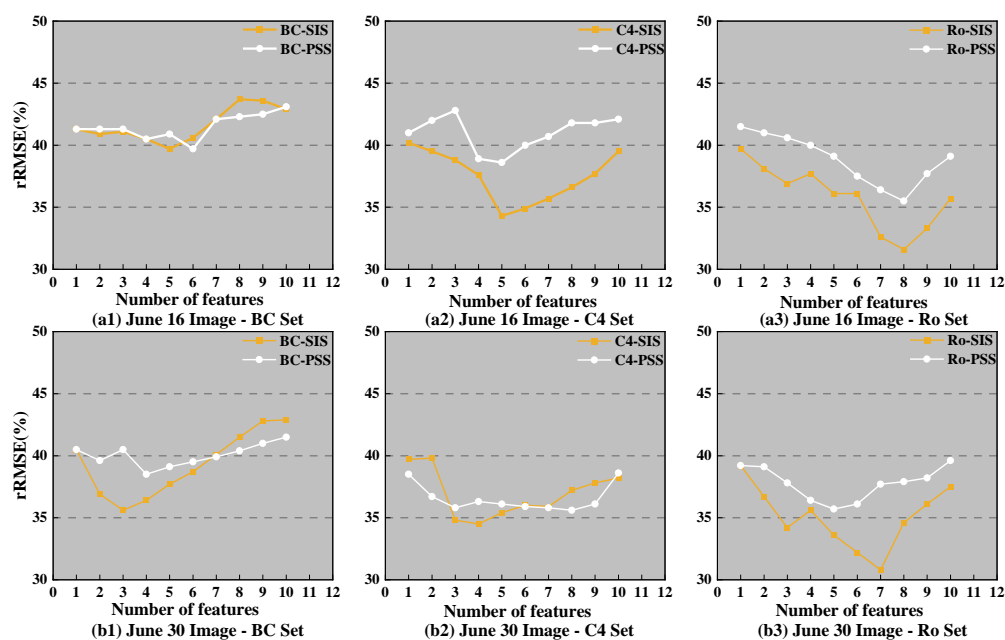 50
45
40
35
30
rRMSE(%)
BC-SIS
BC-PSS
0 1 2 3 4 5 6 7 8 9 10 11 12
Number of features
(a1) June 16 Image - BC Set
50
45
40
35
30
C4-SIS
C4-PSS
0 1 2 3 4 5 6 7 8 9 10 11 12
Number of features
(a2) June 16 Image - C4 Set
50
45
40
35
30
Ro-SIS
Ro-PSS
0 1 2 3 4 5 6 7 8 9 10 11 12
Number of features
(a3) June 16 Image - Ro Set
50
45
40
35
30
rRMSE(%)
BC-SIS
BC-PSS
0 1 2 3 4 5 6 7 8 9 10 11 12
Number of features
(b1) June 30 Image - BC Set
50
45
40
35
30
C4-SIS
C4-PSS
0 1 2 3 4 5 6 7 8 9 10 11 12
Number of features
(b2) June 30 Image - C4 Set
50
45
40
35
30
Ro-SIS
Ro-PSS
0 1 2 3 4 5 6 7 8 9 10 11 12
Number of features
(b3) June 30 Image - Ro Set